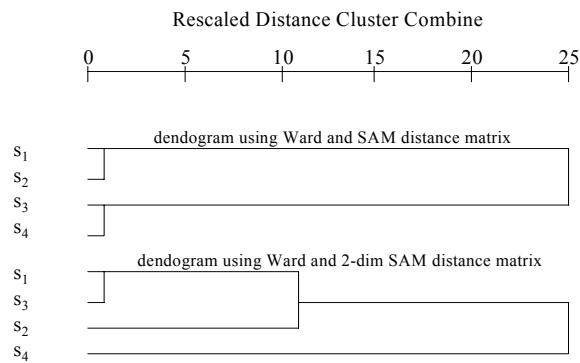 Rescaled Distance Cluster Combine
0 5 10 15 20 25
dendogram using Ward and SAM distance matrix
s1
s2
s3
s4
dendogram using Ward and 2-dim SAM distance matrix
s1
s3
s2
s4